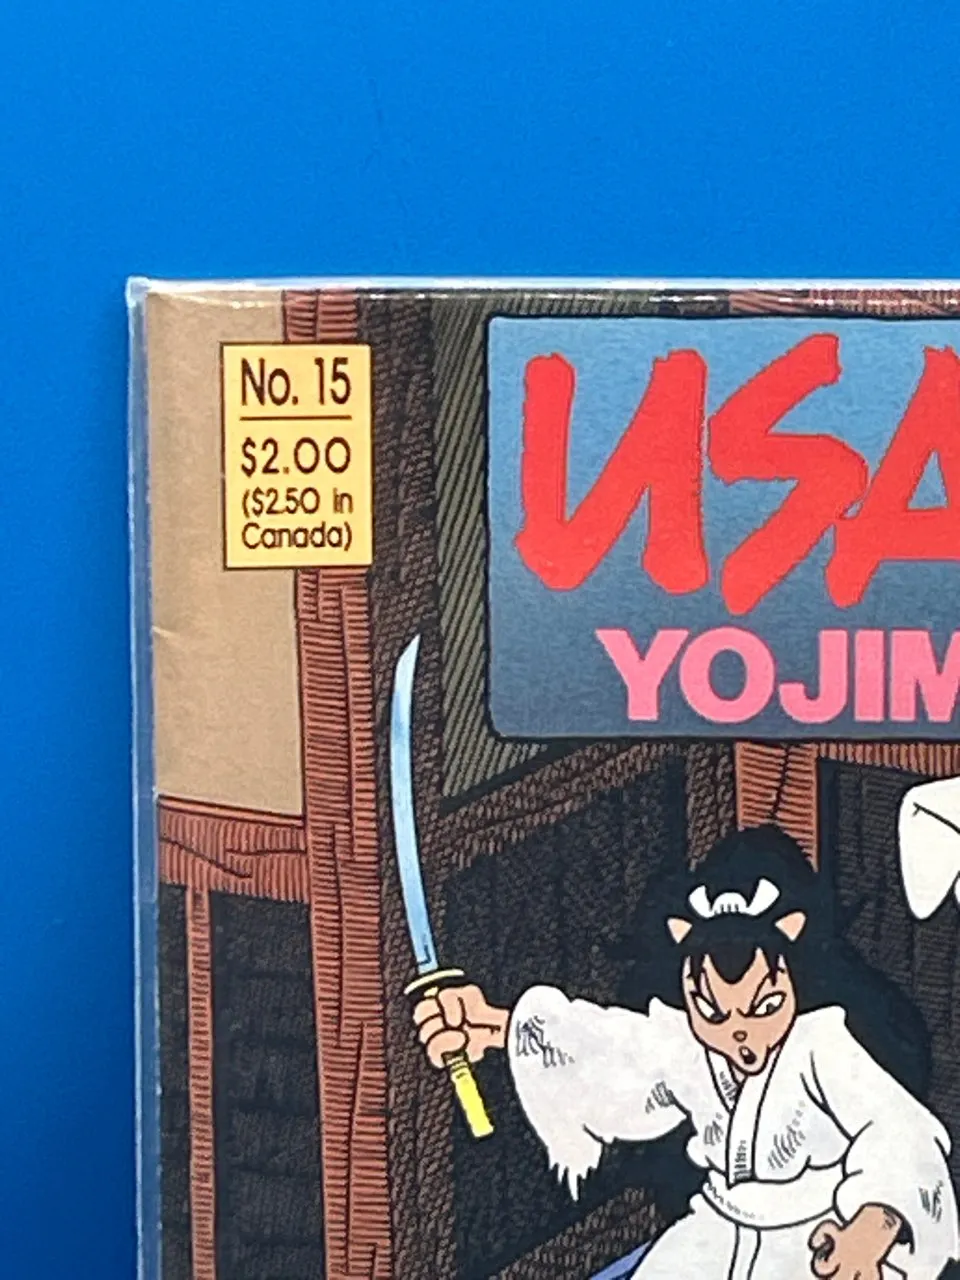 No. 15
$2.00
($2.50 in
Canada)
USA
YOJIM